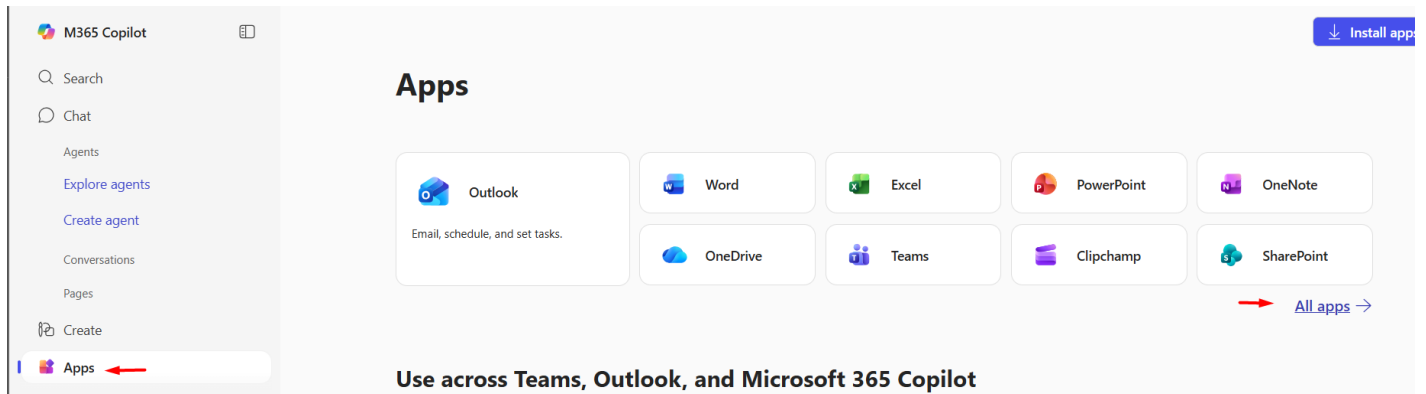 M365 Copilot
Search
Chat
Agents
Explore agents
Create agent
Conversations
Pages
Create
Apps
Install apps
Apps
Outlook
Email, schedule, and set tasks.
Word
Excel
PowerPoint
OneNote
OneDrive
Teams
Clipchamp
SharePoint
All apps
Use across Teams, Outlook, and Microsoft 365 Copilot